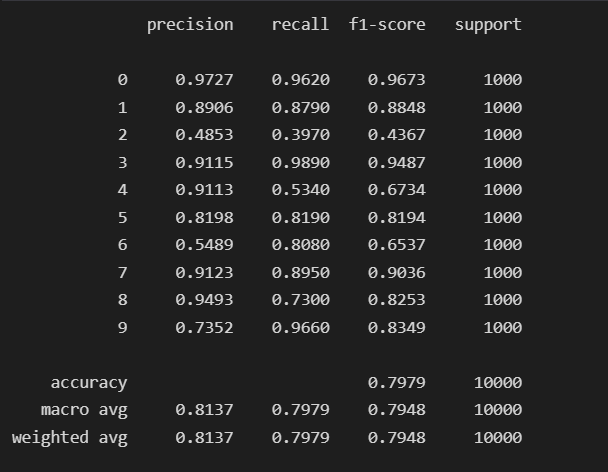 precision recall f1-score support
0 0.9727 0.9620 0.9673 1000
1 0.8906 0.8790 0.8848 1000
2 0.4853 0.3970 0.4367 1000
3 0.9115 0.9890 0.9487 1000
4 0.9113 0.5340 0.6734 1000
5 0.8198 0.8190 0.8194 1000
6 0.5489 0.8080 0.6537 1000
7 0.9123 0.8950 0.9036 1000
8 0.9493 0.7300 0.8253 1000
9 0.7352 0.9660 0.8349 1000
accuracy 0.7979 10000
macro avg 0.8137 0.7979 0.7948 10000
weighted avg 0.8137 0.7979 0.7948 10000